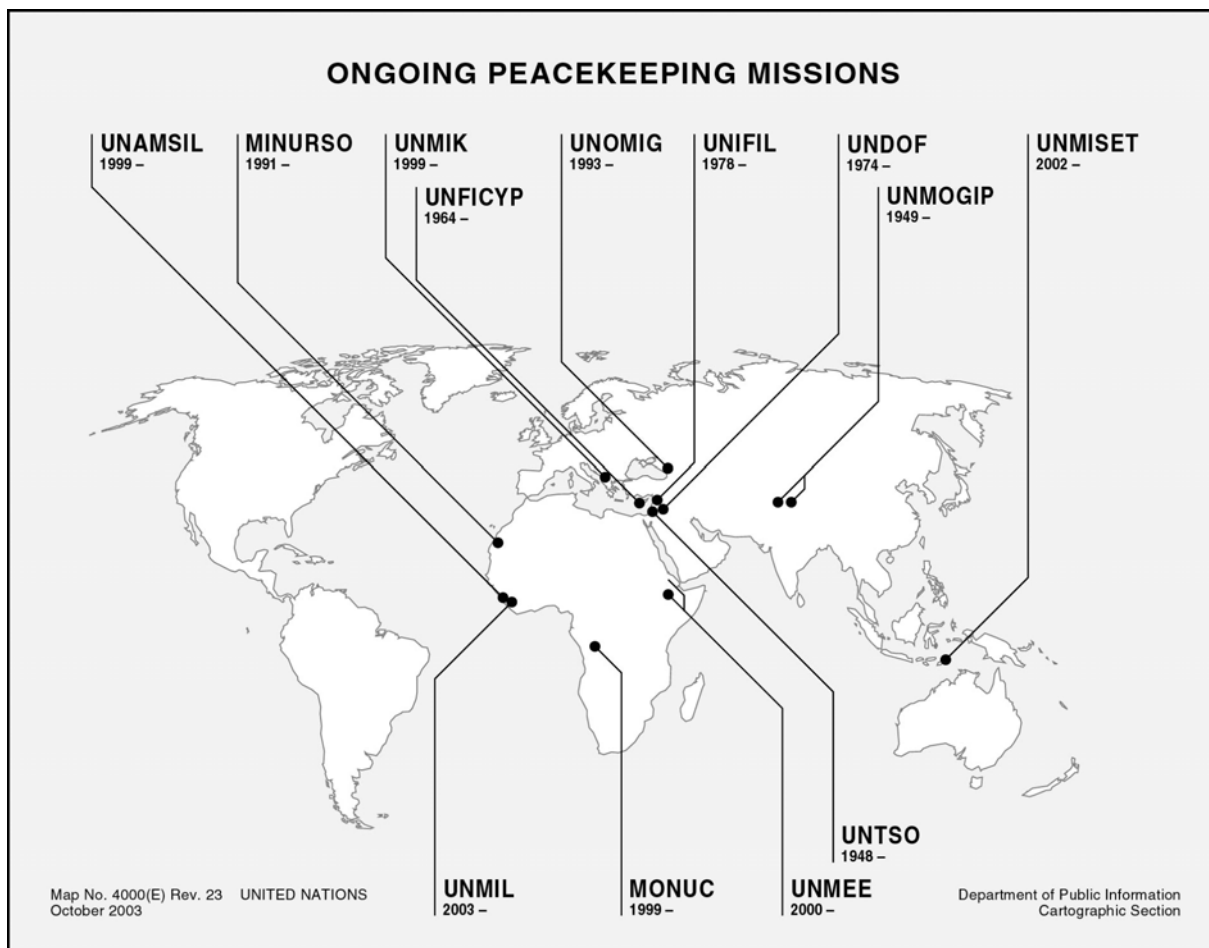 ONGOING PEACEKEEPING MISSIONS
UNAMSIL
1999 –
MINURSO
1991 –
UNMIK
1999 –
UNFICYP
1964 –
UNOMIG
1993 –
UNIFIL
1978 –
UNDOF
1974 –
UNMOGIP
1949 –
UNMISET
2002 –
UNTSO
1948 –
UNMIL
2003 –
MONUC
1999 –
UNMEE
2000 –
Map No. 4000(E) Rev. 23 UNITED NATIONS
October 2003
Department of Public Information
Cartographic Section